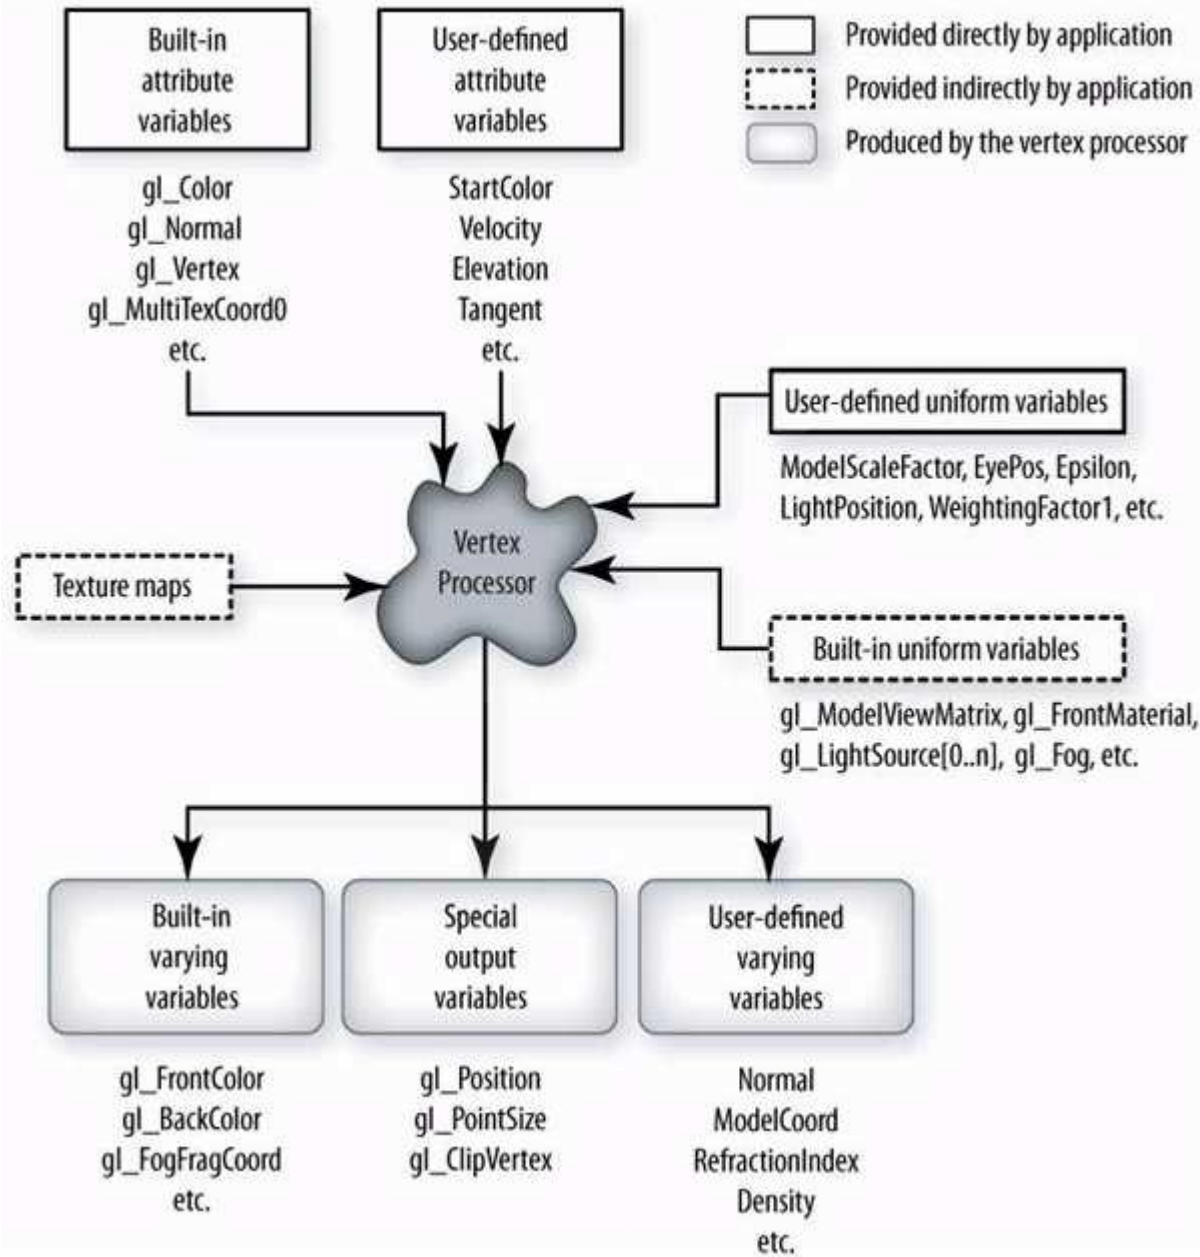 Built-in
attribute
variables
User-defined
attribute
variables
Provided directly by application
Provided indirectly by application
Produced by the vertex processor
gl_Color
gl_Normal
gl_Vertex
gl_MultiTexCoord0
etc.
StartColor
Velocity
Elevation
Tangent
etc.
User-defined uniform variables
ModelScaleFactor, EyePos, Epsilon,
LightPosition, WeightingFactor1, etc.
Vertex
Processor
Texture maps
Built-in uniform variables
gl_ModelViewMatrix, gl_FrontMaterial,
gl_LightSource[0..n], gl_Fog, etc.
Built-in
varying
variables
Special
output
variables
User-defined
varying
variables
gl_FrontColor
gl_BackColor
gl_FogFragCoord
etc.
gl_Position
gl_PointSize
gl_ClipVertex
Normal
ModelCoord
RefractionIndex
Density
etc.